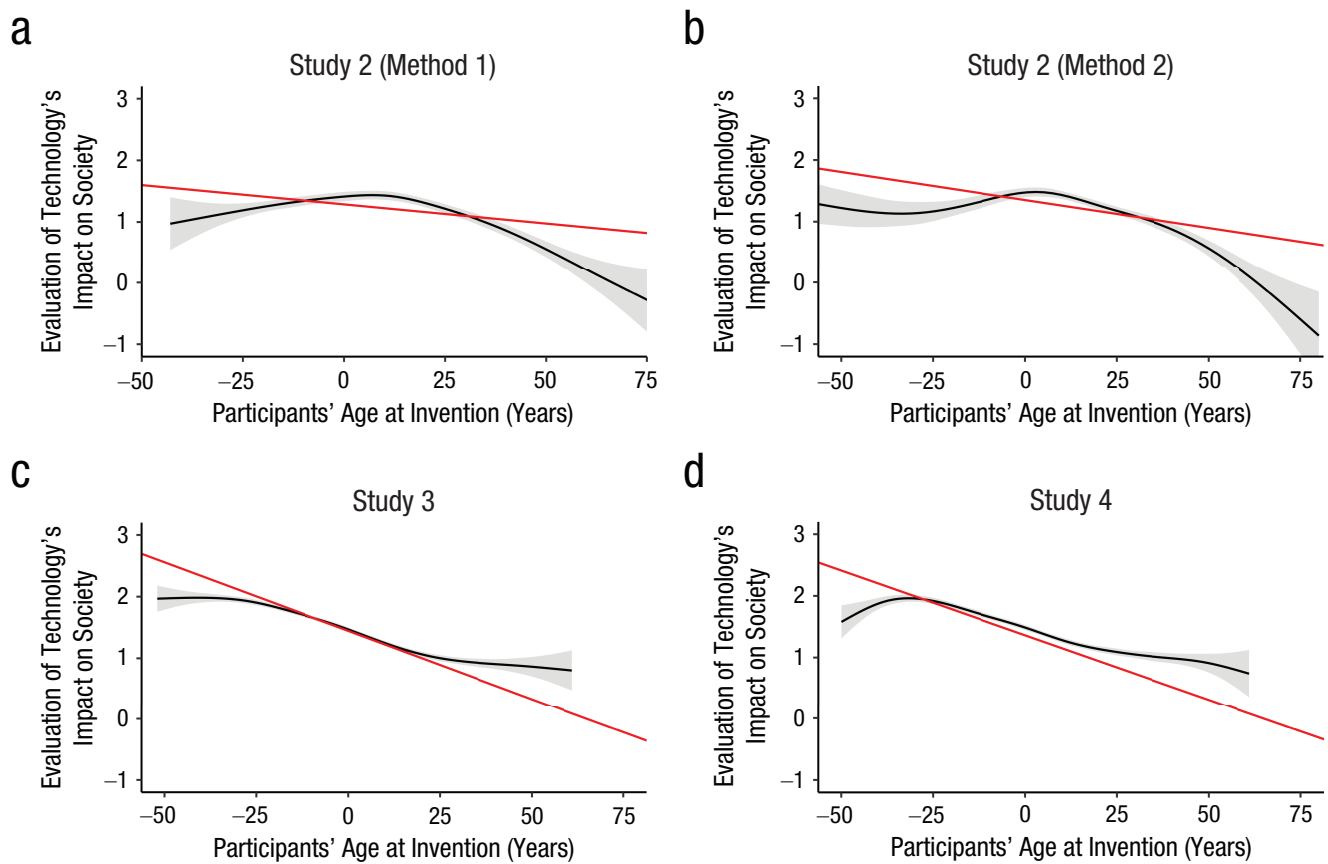 a
Study 2 (Method 1)
Evaluation of Technology's
Impact on Society
3
2
1
0
–1
–50
–25
0
25
50
75
Participants' Age at Invention (Years)
b
Study 2 (Method 2)
Evaluation of Technology's
Impact on Society
3
2
1
0
–1
–50
–25
0
25
50
75
Participants' Age at Invention (Years)
c
Study 3
Evaluation of Technology's
Impact on Society
3
2
1
0
–1
–50
–25
0
25
50
75
Participants' Age at Invention (Years)
d
Study 4
Evaluation of Technology's
Impact on Society
3
2
1
0
–1
–50
–25
0
25
50
75
Participants' Age at Invention (Years)